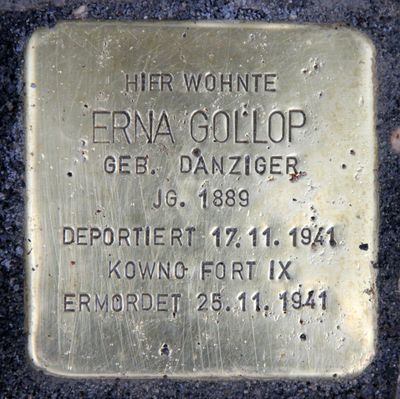 HIER WOHNTE
ERNA GOLLOP
GEB. DANZIGER
JG. 1889
DEPORTIERT 17.11.1941
KOWNO FORT IX
ERMORDET 25.11.1941